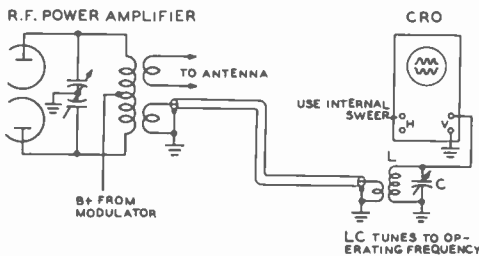 R.F. POWER AMPLIFIER
CRO
TO ANTENNA
USE INTERNAL
SWEEP
H
V
L
C
B+ FROM
MODULATOR
LC TUNES TO OP-
ERATING FREQUENCY